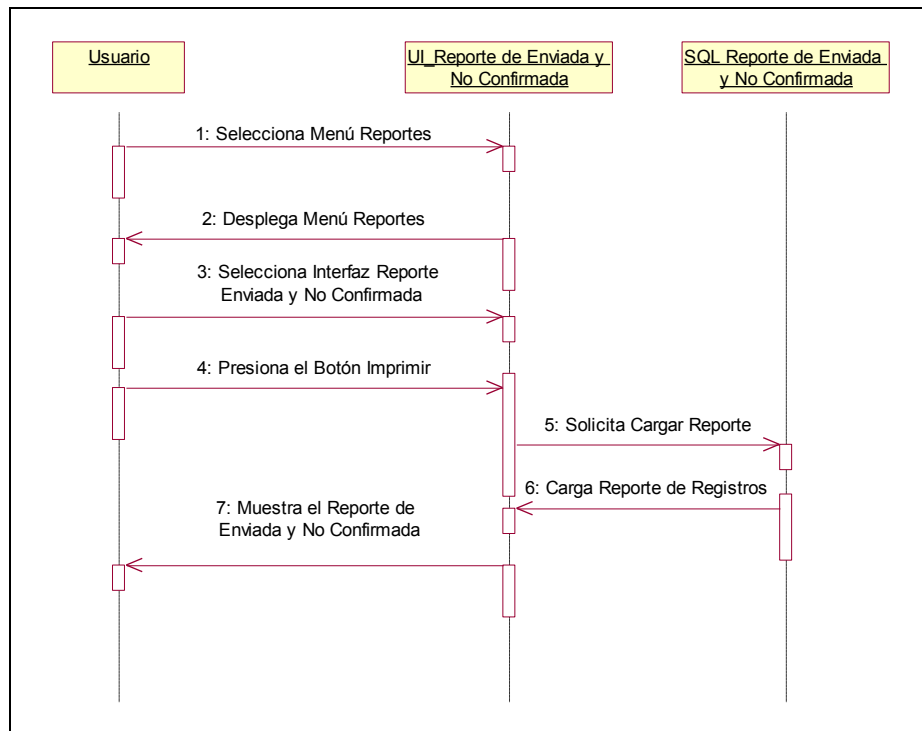 Usuario
UI_Reporte de Enviada y
No Confirmada
SQL Reporte de Enviada
y No Confirmada
1: Selecciona Menú Reportes
2: Desplega Menú Reportes
3: Selecciona Interfaz Reporte
Enviada y No Confirmada
4: Presiona el Botón Imprimir
5: Solicita Cargar Reporte
6: Carga Reporte de Registros
7: Muestra el Reporte de
Enviada y No Confirmada